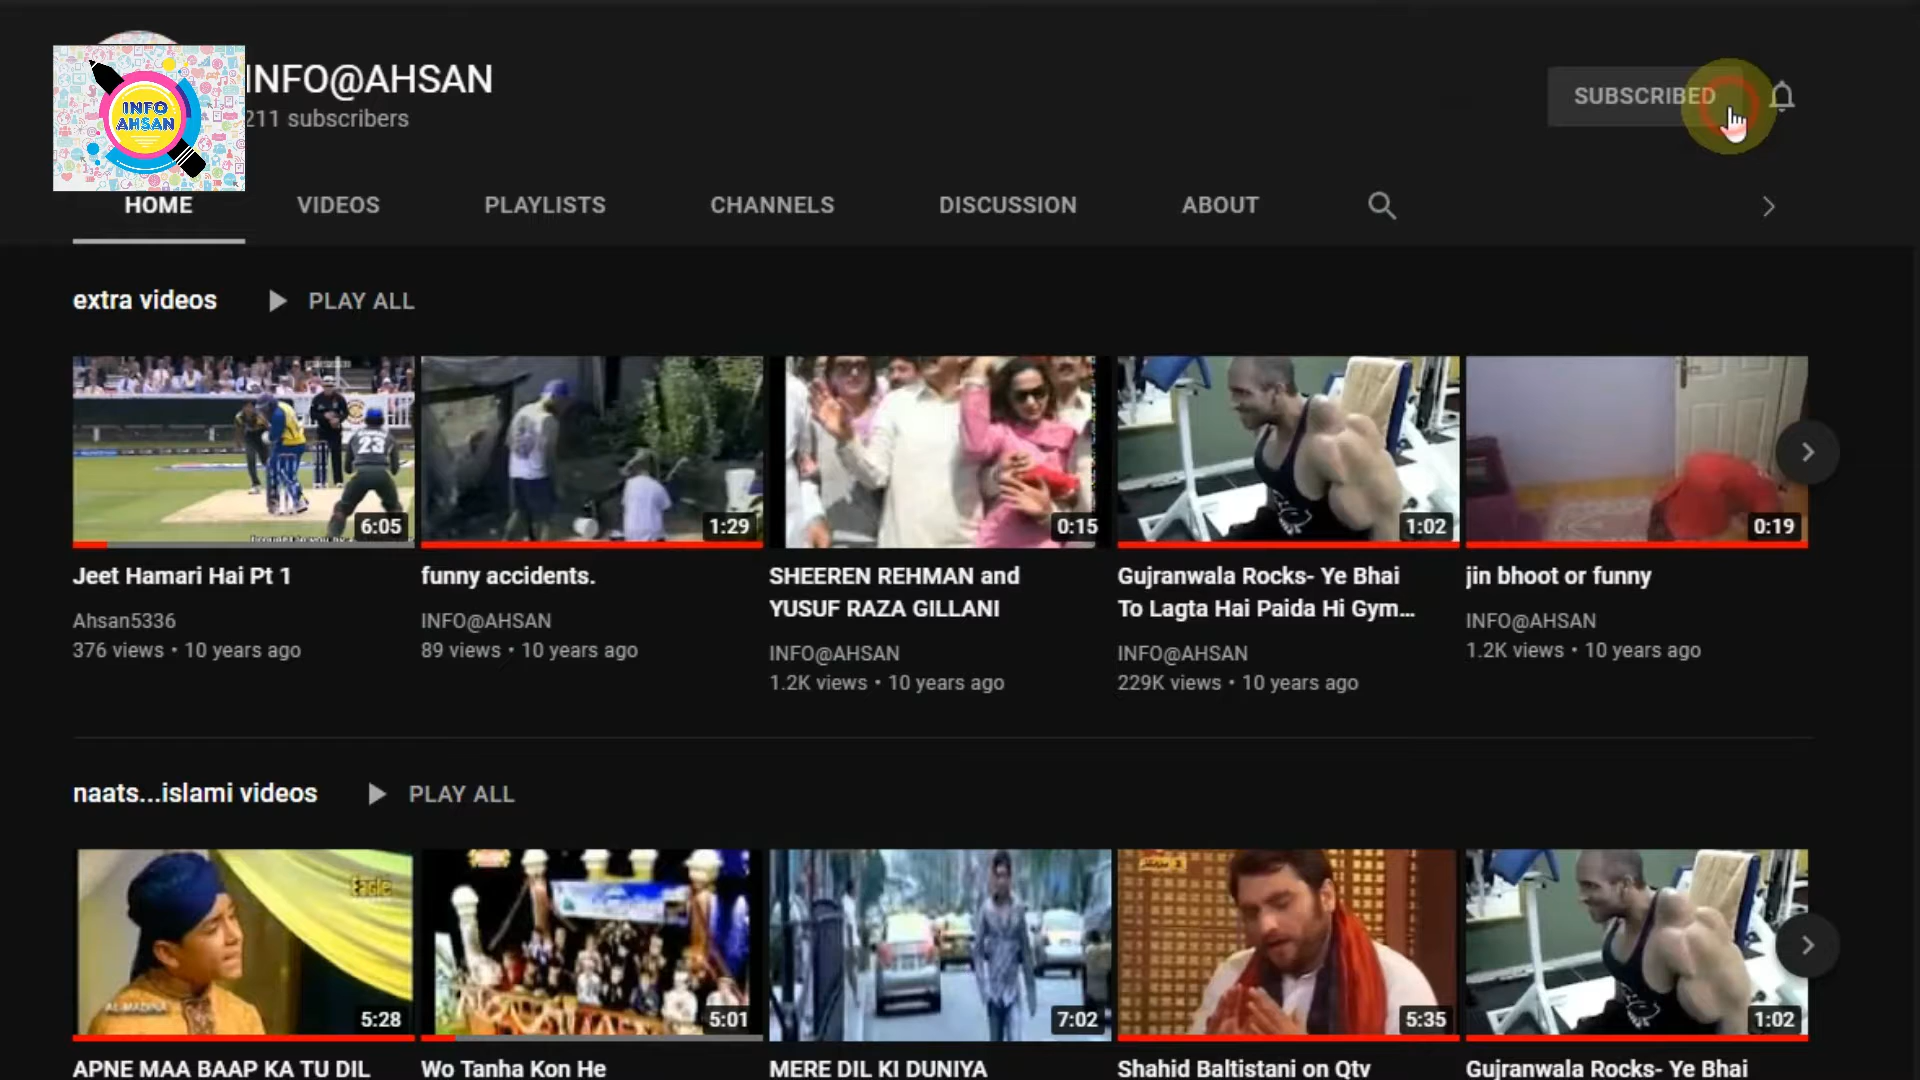 INFO
AHSAN
INFO@AHSAN
211 subscribers
SUBSCRIBED
HOME
VIDEOS
PLAYLISTS
CHANNELS
DISCUSSION
ABOUT
extra videos
PLAY ALL
23
6:05
1:29
0:15
1:02
0:19
Jeet Hamari Hai Pt 1
Ahsan5336
376 views • 10 years ago
funny accidents.
INFO@AHSAN
89 views • 10 years ago
SHEEREN REHMAN and
YUSUF RAZA GILLANI
INFO@AHSAN
1.2K views • 10 years ago
Gujranwala Rocks- Ye Bhai
To Lagta Hai Paida Hi Gym...
INFO@AHSAN
229K views • 10 years ago
jin bhoot or funny
INFO@AHSAN
1.2K views • 10 years ago
naats...islami videos
PLAY ALL
Eagle
AL-MADINA
5:28
5:01
7:02
5:35
1:02
APNE MAA BAAP KA TU DIL
Wo Tanha Kon He
MERE DIL KI DUNIYA
Shahid Baltistani on Qtv
Gujranwala Rocks- Ye Bhai